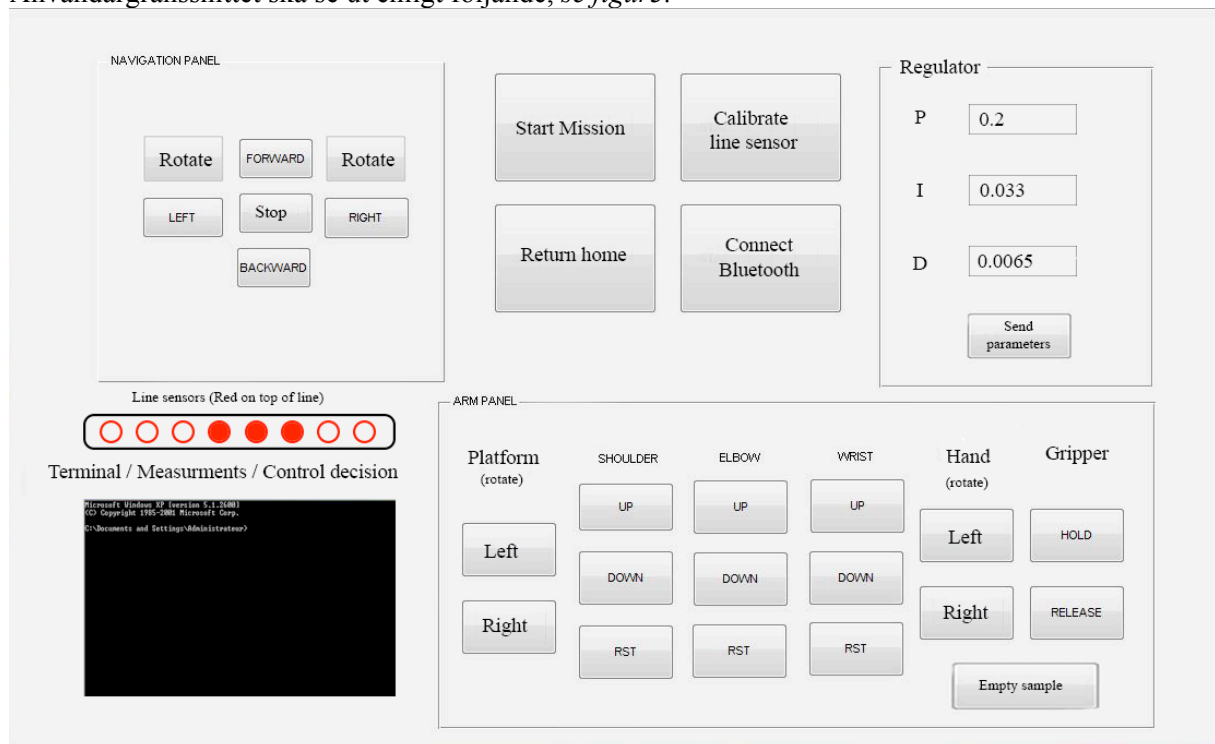 Användargränssnittet ska se ut enligt följande, se figur3.
NAVIGATION PANEL
Rotate
FORWARD
Rotate
LEFT
Stop
RIGHT
BACKWARD
Start Mission
Calibrate
line sensor
Return home
Connect
Bluetooth
Regulator
P
0.2
I
0.033
D
0.0065
Send
parameters
Line sensors (Red on top of line)
Terminal / Measurments / Control decision
Microsoft Windows XP [version 5.1.2600]
(C) Copyright 1985-2001 Microsoft Corp.
C:\Documents and Settings\Administrateur>
ARM PANEL
Platform
(rotate)
Left
Right
SHOULDER
UP
DOWN
RST
ELBOW
UP
DOWN
RST
WRIST
UP
DOWN
RST
Hand
(rotate)
Left
Right
Gripper
HOLD
RELEASE
Empty sample